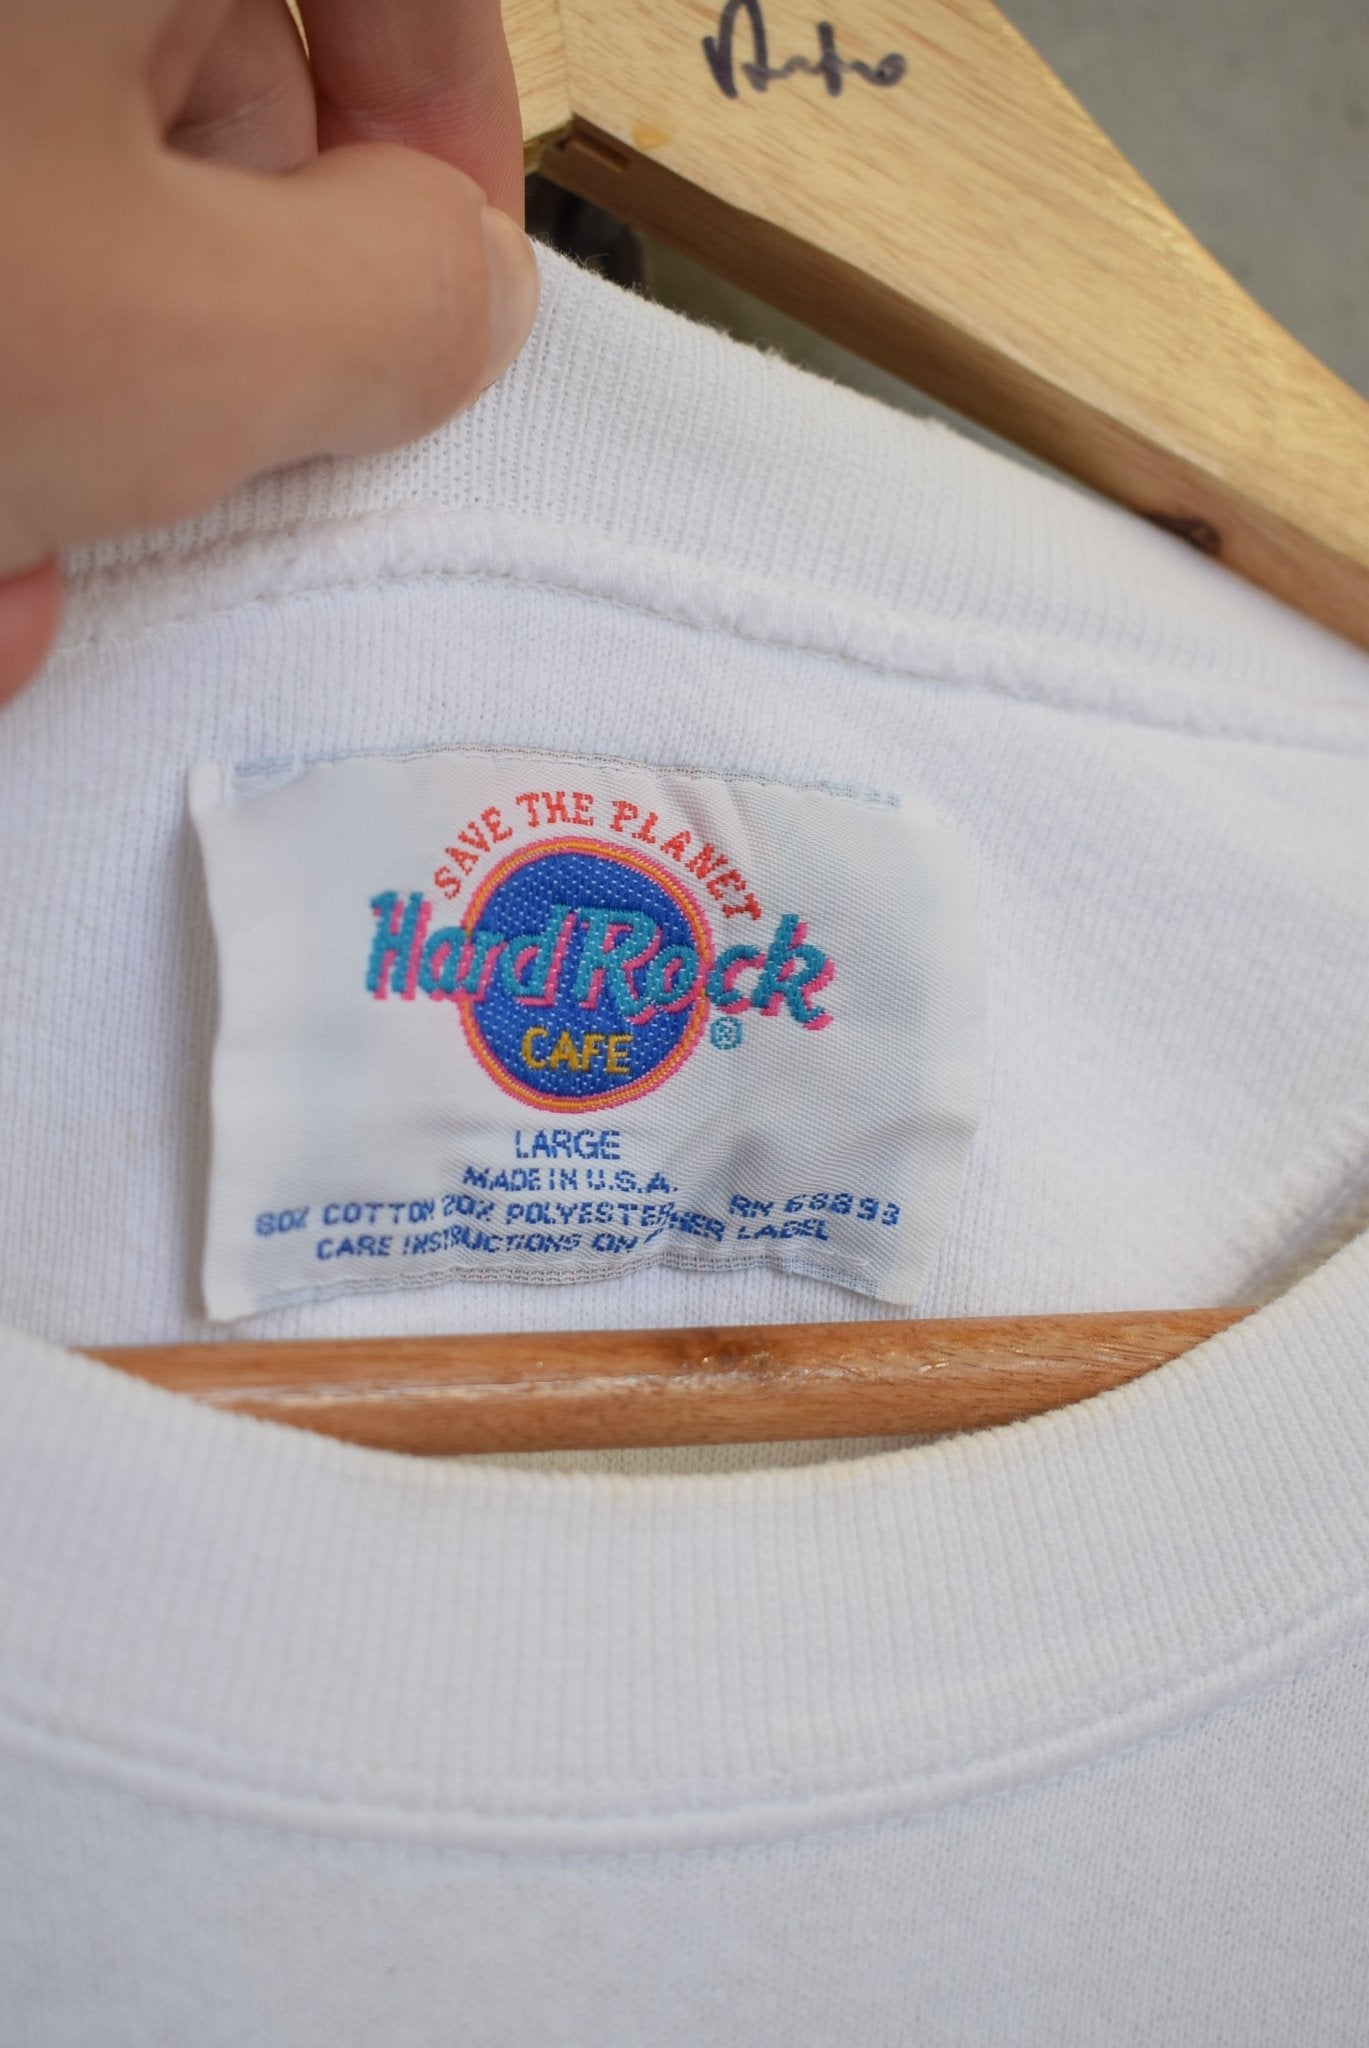 SAVE THE PLANET
Hard Rock
CAFE
®
LARGE
MADE IN U.S.A.
80% COTTON 20% POLYESTER RN 68893
CARE INSTRUCTIONS ON OTHER LABEL